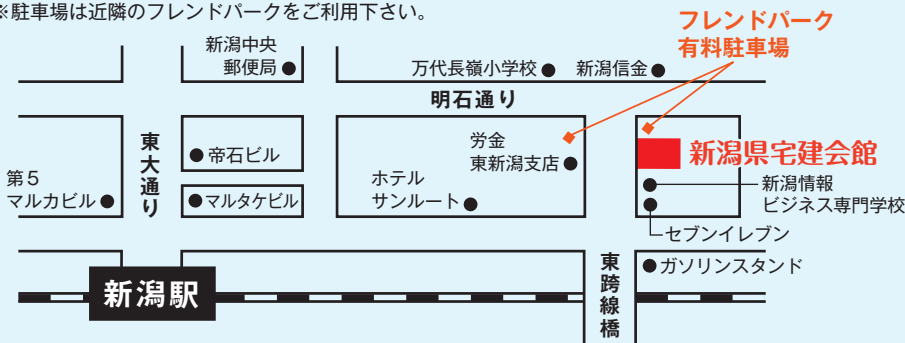 ※駐車場は近隣のフレンドパークをご利用下さい。
フレンドパーク
有料駐車場
新潟中央
郵便局
万代長嶺小学校
新潟信金
明石通り
東大通り
帝石ビル
労金
東新潟支店
新潟県宅建会館
第5
マルカビル
マルタケビル
ホテル
サンルート
新潟情報
ビジネス専門学校
セブンイレブン
東跨線橋
ガソリンスタンド
新潟駅